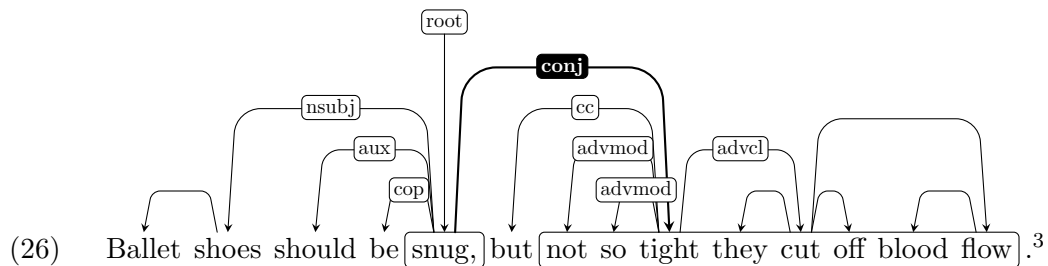 root
conj
nsubj
cc
aux
advmod
advcl
cop
advmod
(26) Ballet shoes should be snug, but not so tight they cut off blood flow .³